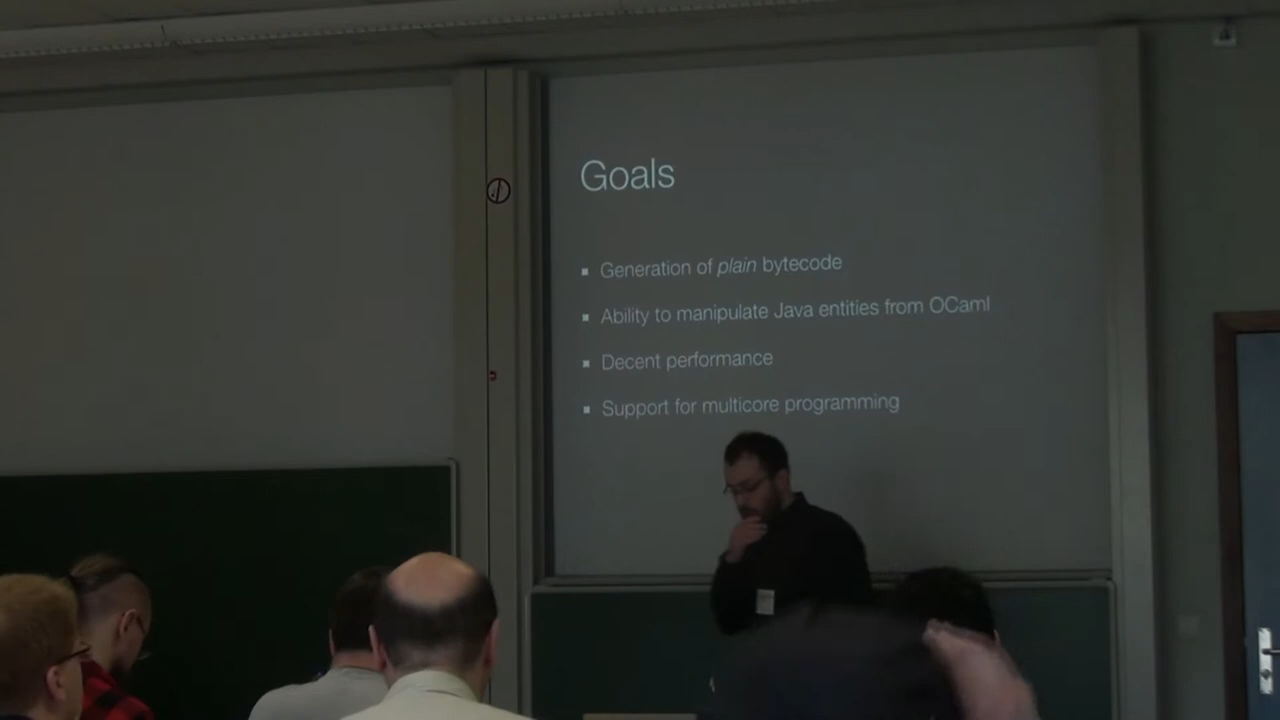 Goals
Generation of plain bytecode
Ability to manipulate Java entities from OCaml
Decent performance
Support for multicore programming